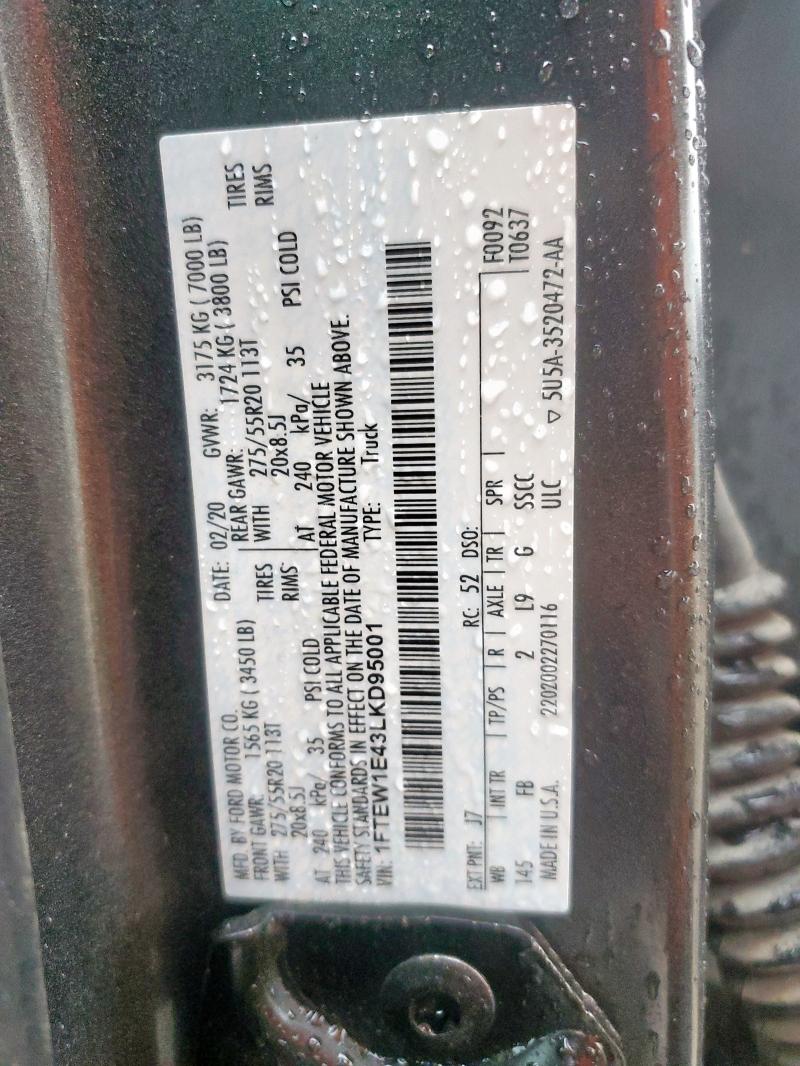 MFD. BY FORD MOTOR CO.
DATE: 02/20 GVWR: 3175 KG ( 7000 LB)
FRONT GAWR: 1565 KG ( 3450 LB)
REAR GAWR: 1724 KG ( 3800 LB)
WITH 275/55R20 113T TIRES
WITH 275/55R20 113T TIRES
20x8.5J RIMS
20x8.5J RIMS
AT 240 kPa/ 35 PSI COLD
AT 240 kPa/ 35 PSI COLD
THIS VEHICLE CONFORMS TO ALL APPLICABLE FEDERAL MOTOR VEHICLE
SAFETY STANDARDS IN EFFECT ON THE DATE OF MANUFACTURE SHOWN ABOVE.
VIN: 1FTEW1E43LKD95001 TYPE: Truck
EXT PNT: J7 RC: 52 DSO: F0092
WB INT TR TP/PS R AXLE TR SPR T0637
145 FB 2 L9 G SSCC
MADE IN U.S.A. 2202002270116 ULC ▽ 5U5A-3520472-AA